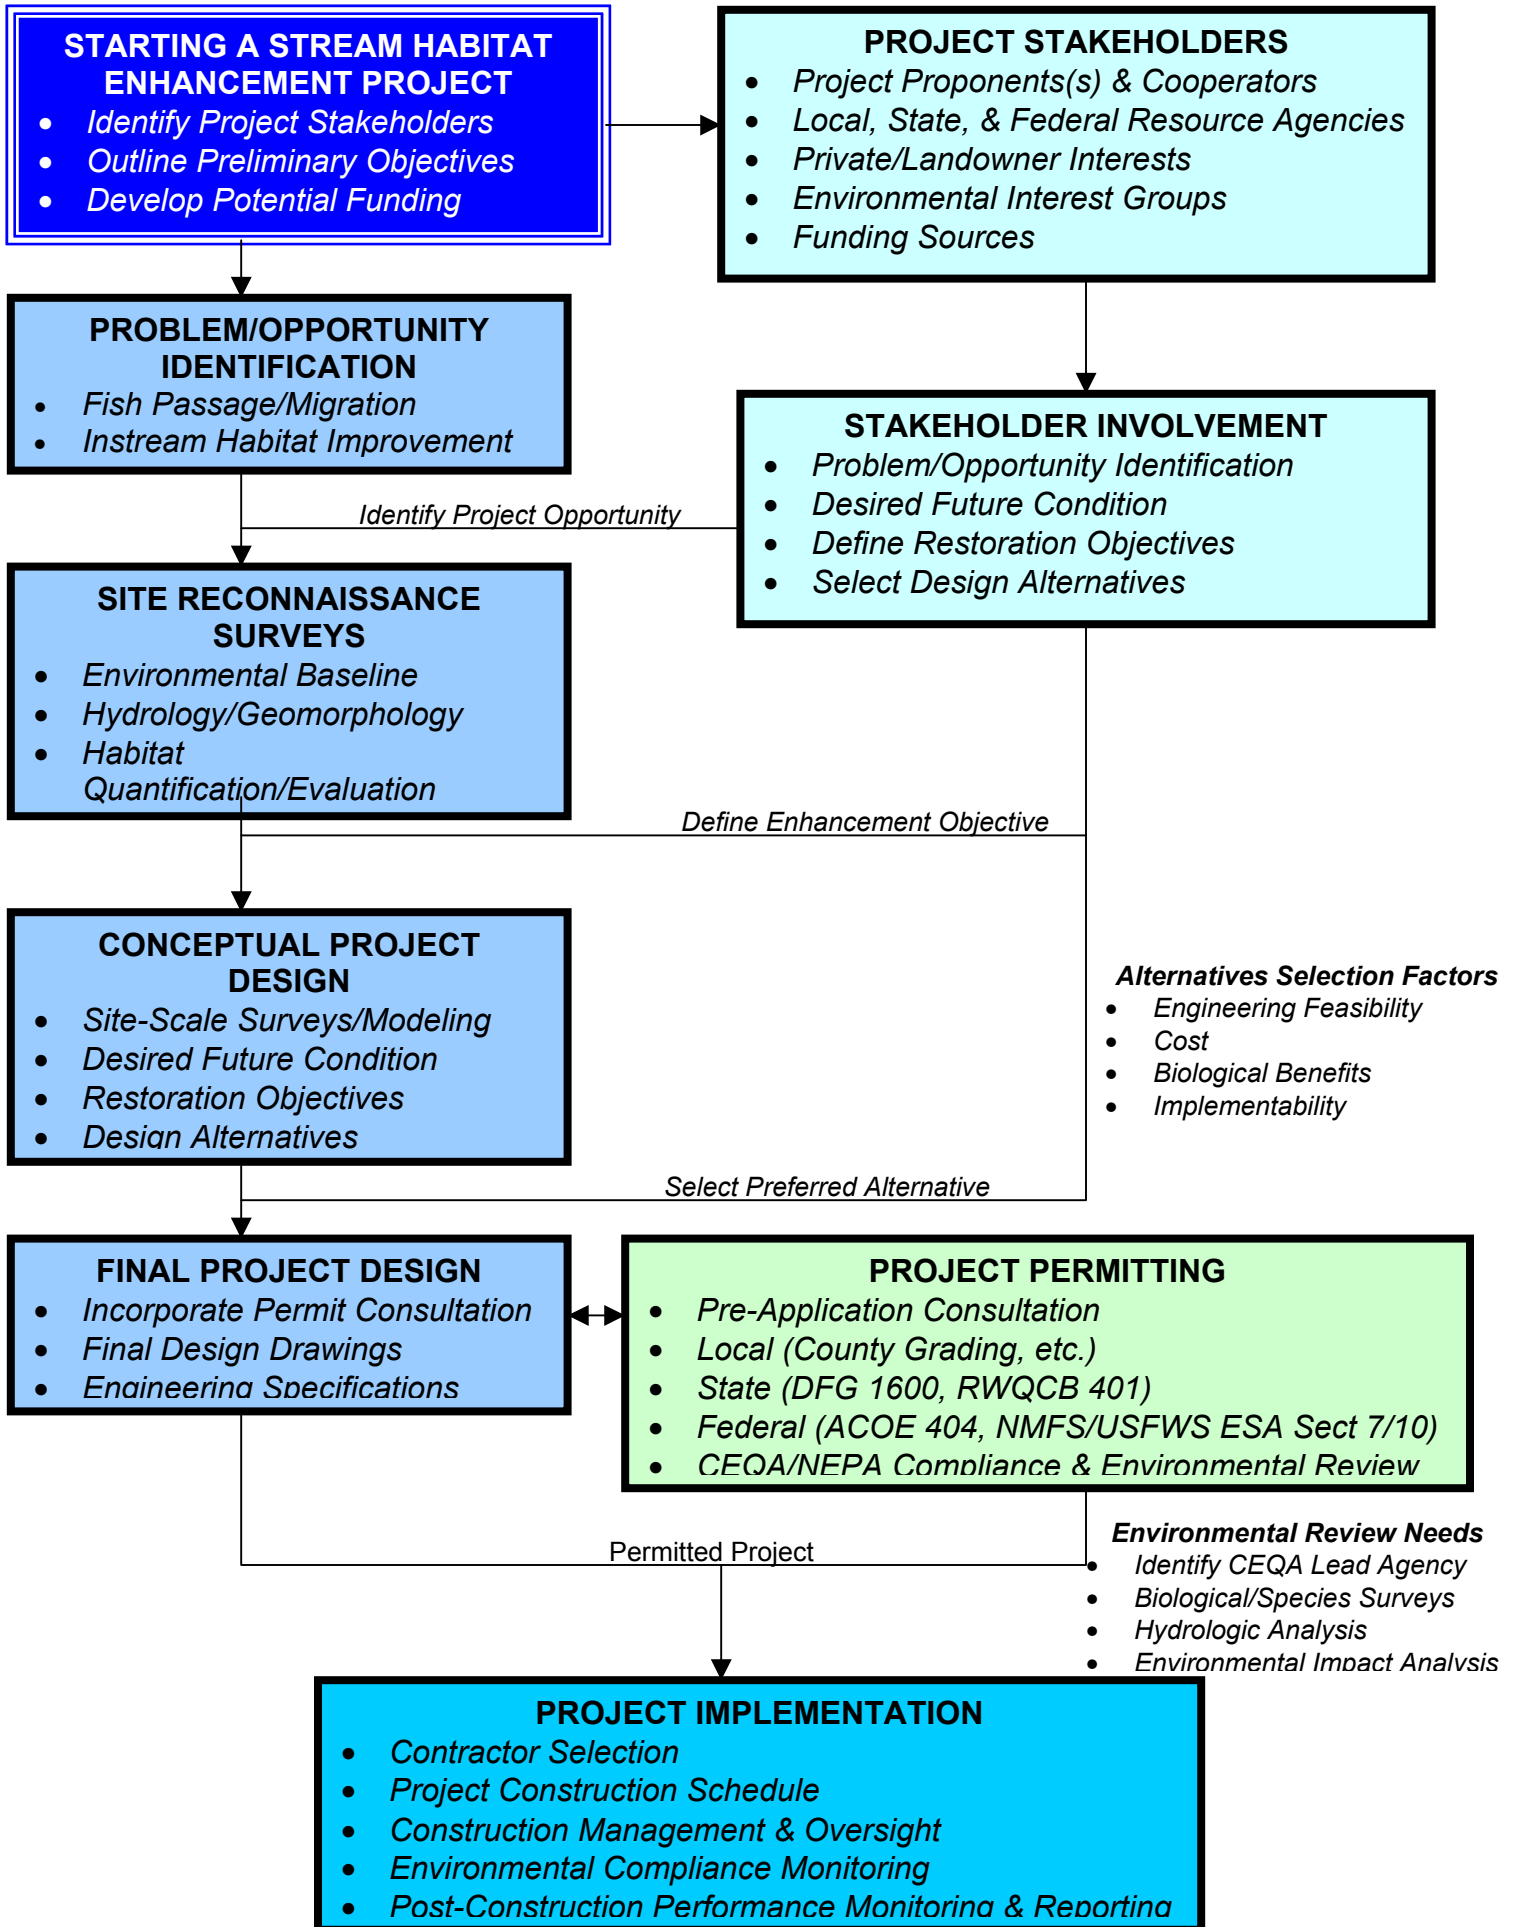 STARTING A STREAM HABITAT
ENHANCEMENT PROJECT
• Identify Project Stakeholders
• Outline Preliminary Objectives
• Develop Potential Funding
PROJECT STAKEHOLDERS
• Project Proponents(s) & Cooperators
• Local, State, & Federal Resource Agencies
• Private/Landowner Interests
• Environmental Interest Groups
• Funding Sources
PROBLEM/OPPORTUNITY
IDENTIFICATION
• Fish Passage/Migration
• Instream Habitat Improvement
STAKEHOLDER INVOLVEMENT
• Problem/Opportunity Identification
• Desired Future Condition
• Define Restoration Objectives
• Select Design Alternatives
Identify Project Opportunity
SITE RECONNAISSANCE
SURVEYS
• Environmental Baseline
• Hydrology/Geomorphology
• Habitat
Quantification/Evaluation
Define Enhancement Objective
CONCEPTUAL PROJECT
DESIGN
• Site-Scale Surveys/Modeling
• Desired Future Condition
• Restoration Objectives
• Design Alternatives
Alternatives Selection Factors
• Engineering Feasibility
• Cost
• Biological Benefits
• Implementability
Select Preferred Alternative
FINAL PROJECT DESIGN
• Incorporate Permit Consultation
• Final Design Drawings
• Engineering Specifications
PROJECT PERMITTING
• Pre-Application Consultation
• Local (County Grading, etc.)
• State (DFG 1600, RWQCB 401)
• Federal (ACOE 404, NMFS/USFWS ESA Sect 7/10)
• CEQA/NEPA Compliance & Environmental Review
Permitted Project
Environmental Review Needs
• Identify CEQA Lead Agency
• Biological/Species Surveys
• Hydrologic Analysis
• Environmental Impact Analysis
PROJECT IMPLEMENTATION
• Contractor Selection
• Project Construction Schedule
• Construction Management & Oversight
• Environmental Compliance Monitoring
• Post-Construction Performance Monitoring & Reporting